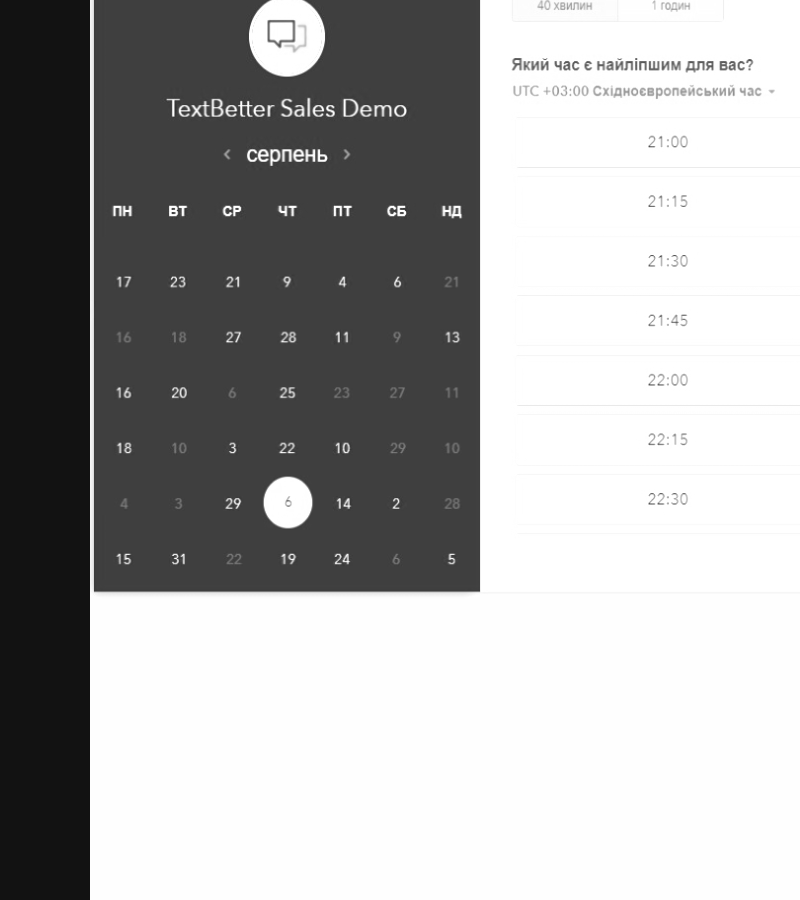 40 хвилин 1 годин
TextBetter Sales Demo
‹ серпень ›
ПН ВТ СР ЧТ ПТ СБ НД
17 23 21 9 4 6 21
16 18 27 28 11 9 13
16 20 6 25 23 27 11
18 10 3 22 10 29 10
4 3 29 6 14 2 28
15 31 22 19 24 6 5
Який час є найліпшим для вас?
UTC +03:00 Східноєвропейський час
21:00
21:15
21:30
21:45
22:00
22:15
22:30